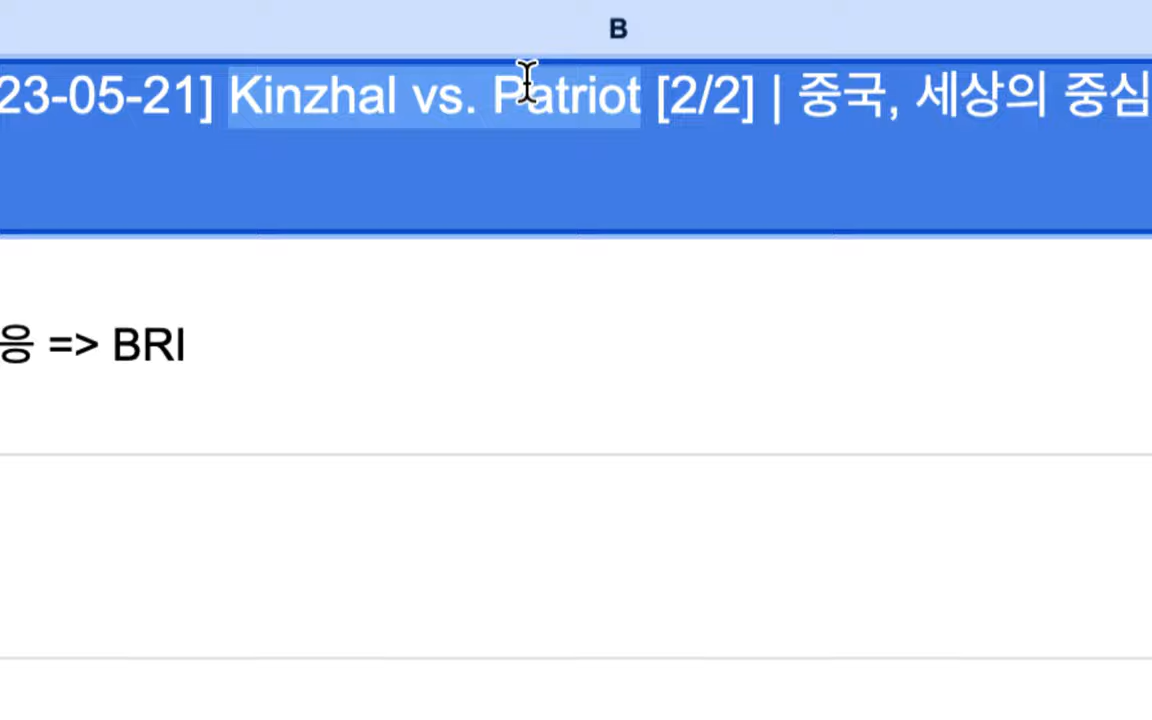 B
23-05-21] Kinzhal vs. Patriot [2/2] | 중국, 세상의 중심
응 => BRI